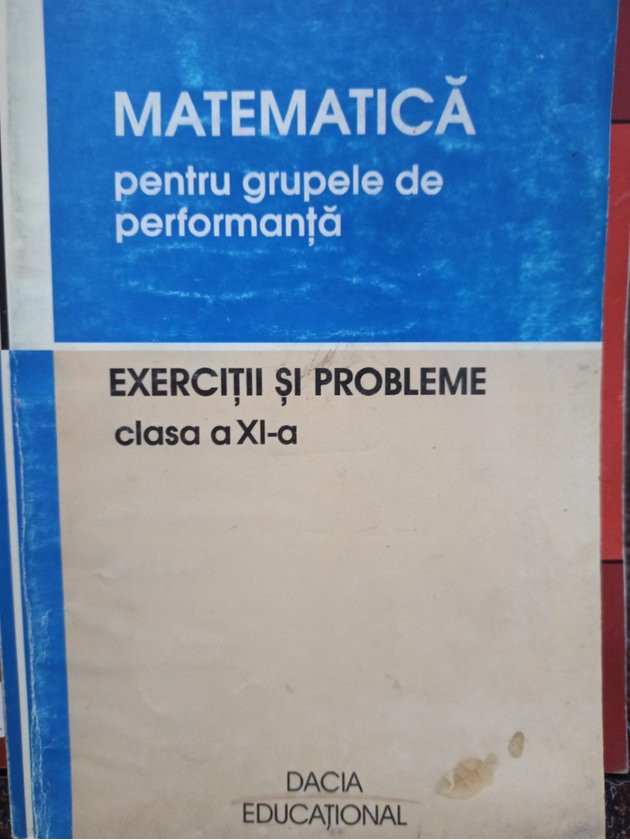 MATEMATICĂ
pentru grupele de
performanță
EXERCIȚII ȘI PROBLEME
clasa a XI-a
DACIA
EDUCAȚIONAL